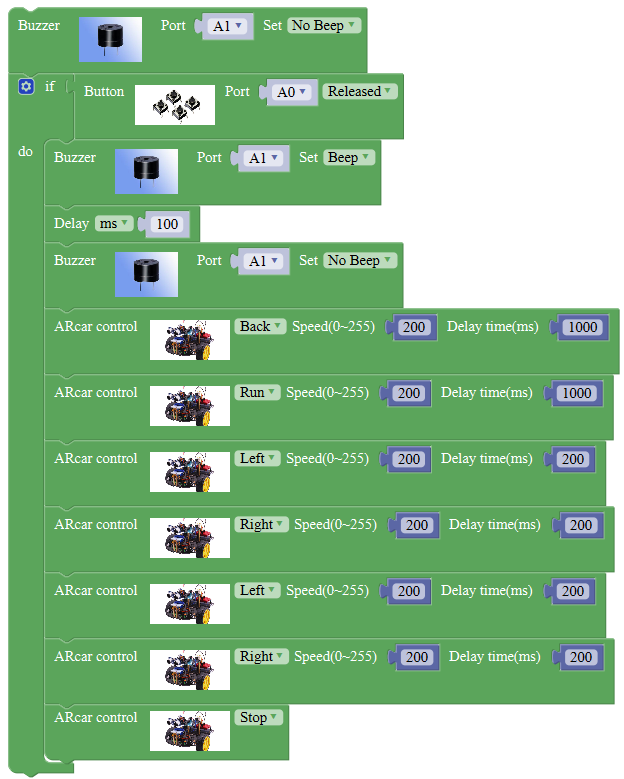 Buzzer Port A1 Set No Beep
if Button Port A0 Released
do Buzzer Port A1 Set Beep
Delay ms 100
Buzzer Port A1 Set No Beep
ARcar control Back Speed(0~255) 200 Delay time(ms) 1000
ARcar control Run Speed(0~255) 200 Delay time(ms) 1000
ARcar control Left Speed(0~255) 200 Delay time(ms) 200
ARcar control Right Speed(0~255) 200 Delay time(ms) 200
ARcar control Left Speed(0~255) 200 Delay time(ms) 200
ARcar control Right Speed(0~255) 200 Delay time(ms) 200
ARcar control Stop